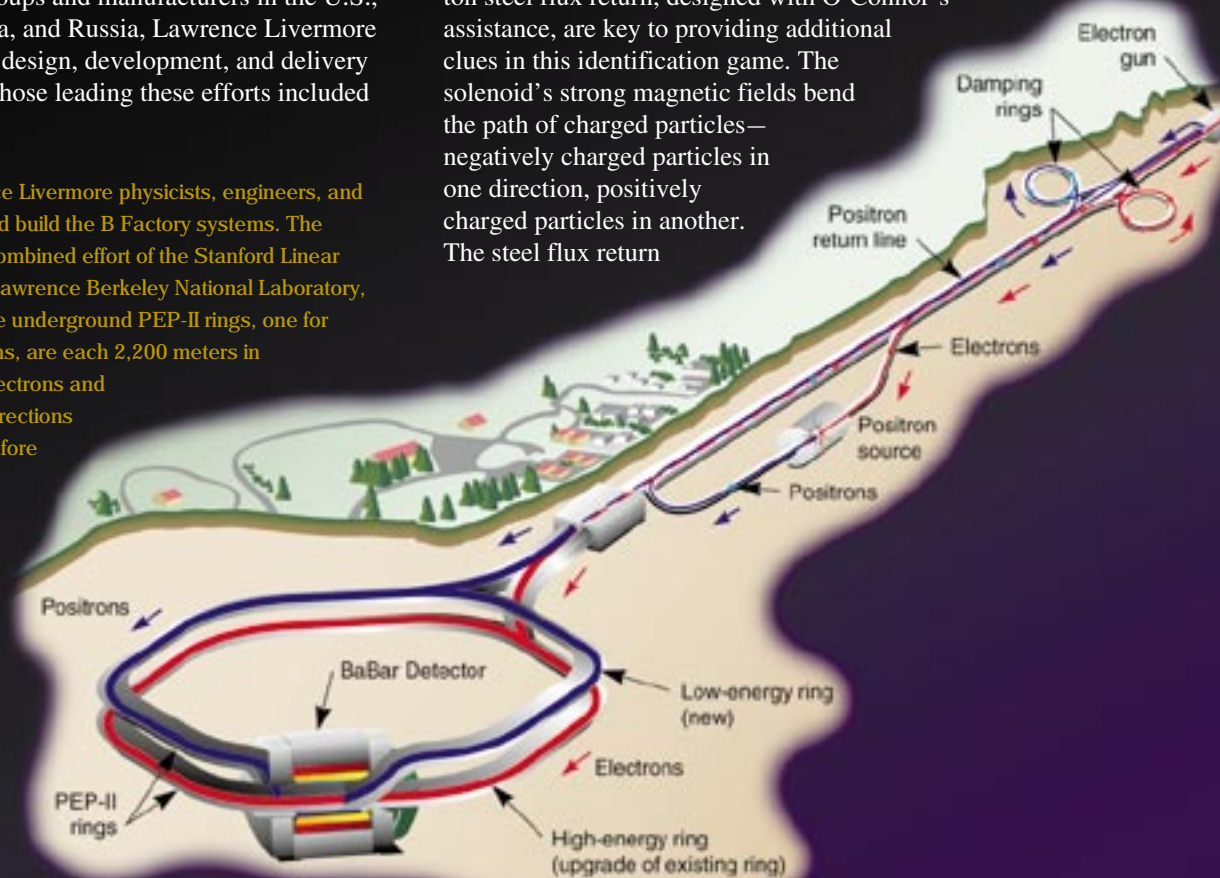 oups and manufacturers in the U.S.,
a, and Russia, Lawrence Livermore
design, development, and delivery
hose leading these efforts included
ce Livermore physicists, engineers, and
d build the B Factory systems. The
ombined effort of the Stanford Linear
awrence Berkeley National Laboratory,
e underground PEP-II rings, one for
ns, are each 2,200 meters in
ectrons and
rections
fore
ton steel flux return, designed with O'Connor's
assistance, are key to providing additional
clues in this identification game. The
solenoid's strong magnetic fields bend
the path of charged particles—
negatively charged particles in
one direction, positively
charged particles in another.
The steel flux return
Electron
gun
Damping
rings
Positron
return line
Electrons
Positron
source
Positrons
Positrons
BaBar Detector
Low-energy ring
(new)
Electrons
PEP-II
rings
High-energy ring
(upgrade of existing ring)